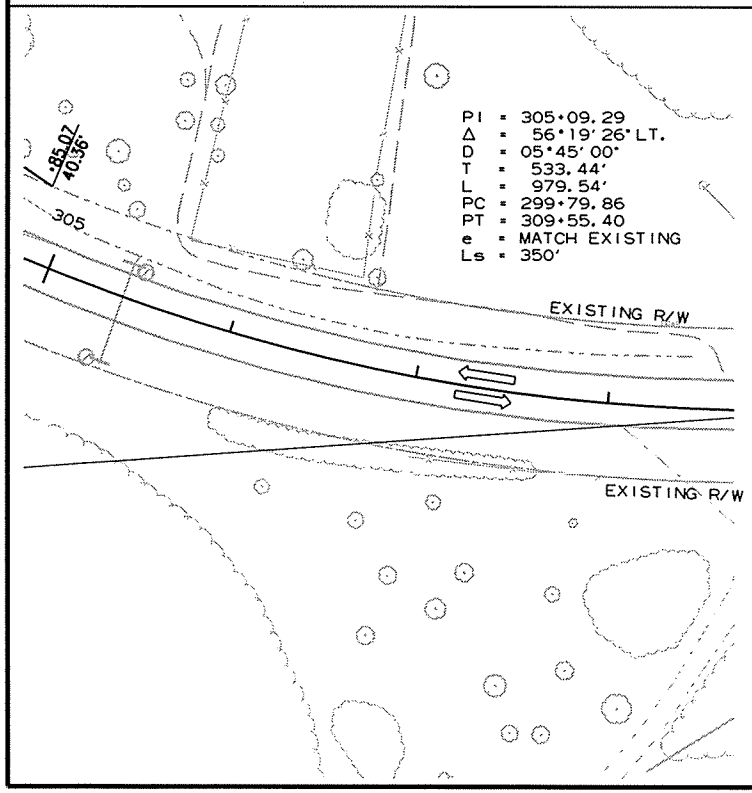 PI = 305+09.29
Δ = 56°19'26" LT.
D = 05°45'00"
T = 533.44'
L = 979.54'
PC = 299+79.86
PT = 309+55.40
e = MATCH EXISTING
Ls = 350'
+85.07
40.36'
305
EXISTING R/W
EXISTING R/W